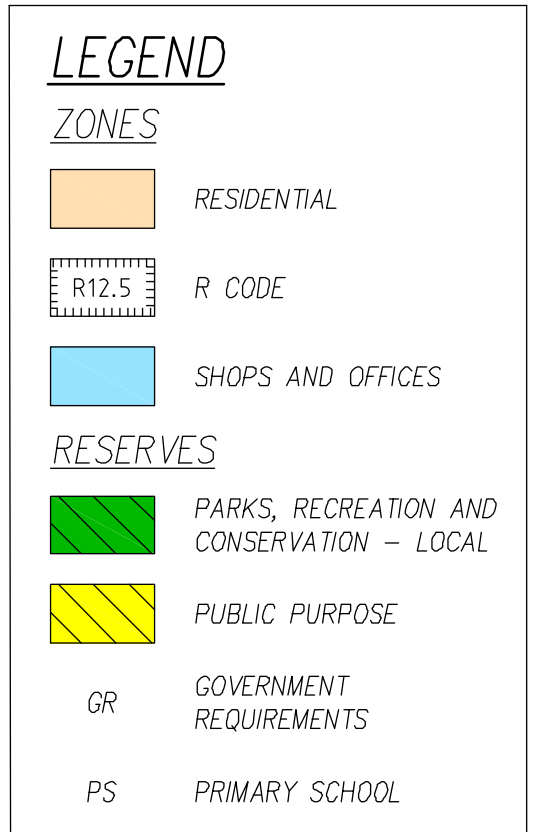 LEGEND
ZONES
RESIDENTIAL
R12.5 R CODE
SHOPS AND OFFICES
RESERVES
PARKS, RECREATION AND
CONSERVATION – LOCAL
PUBLIC PURPOSE
GR GOVERNMENT
REQUIREMENTS
PS PRIMARY SCHOOL